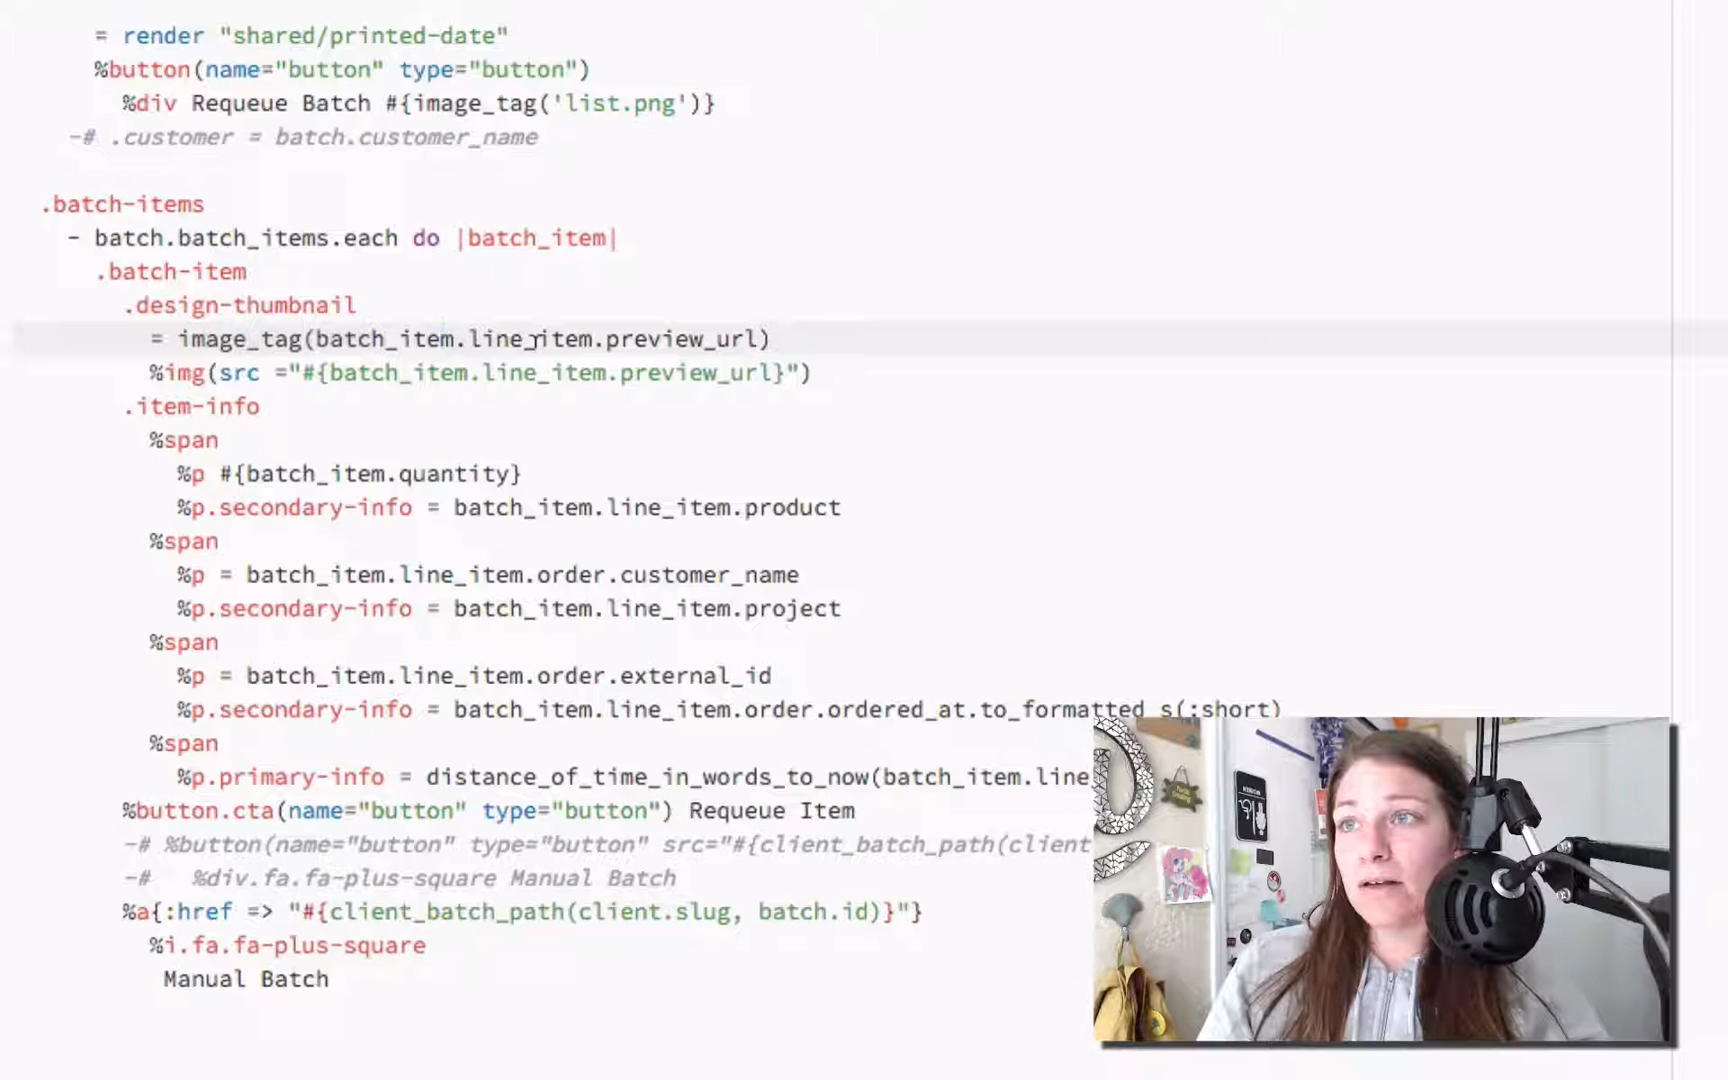 = render "shared/printed-date"
%button(name="button" type="button")
%div Requeue Batch #{image_tag('list.png')}
-# .customer = batch.customer_name
.batch-items
- batch.batch_items.each do |batch_item|
.batch-item
.design-thumbnail
= image_tag(batch_item.line_item.preview_url)
%img(src ="#{batch_item.line_item.preview_url}")
.item-info
%span
%p #{batch_item.quantity}
%p.secondary-info = batch_item.line_item.product
%span
%p = batch_item.line_item.order.customer_name
%p.secondary-info = batch_item.line_item.project
%span
%p = batch_item.line_item.order.external_id
%p.secondary-info = batch_item.line_item.order.ordered_at.to_formatted_s(:short)
%span
%p.primary-info = distance_of_time_in_words_to_now(batch_item.line
%button.cta(name="button" type="button") Requeue Item
-# %button(name="button" type="button" src="#{client_batch_path(client
-#   %div.fa.fa-plus-square Manual Batch
%a{:href => "#{client_batch_path(client.slug, batch.id)}"}
%i.fa.fa-plus-square
Manual Batch